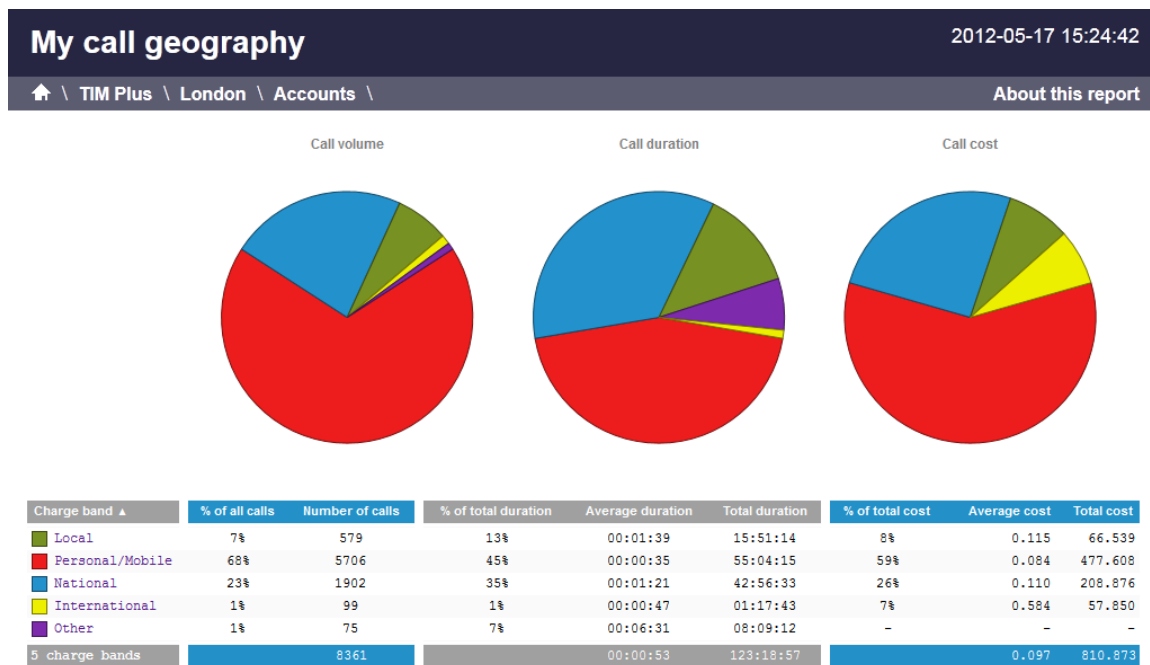 My call geography 2012-05-17 15:24:42
\ TIM Plus \ London \ Accounts \ About this report
Call volume Call duration Call cost
Charge band ▲ % of all calls Number of calls % of total duration Average duration Total duration % of total cost Average cost Total cost
Local 7% 579 13% 00:01:39 15:51:14 8% 0.115 66.539
Personal/Mobile 68% 5706 45% 00:00:35 55:04:15 59% 0.084 477.608
National 23% 1902 35% 00:01:21 42:56:33 26% 0.110 208.876
International 1% 99 1% 00:00:47 01:17:43 7% 0.584 57.850
Other 1% 75 7% 00:06:31 08:09:12 - - -
5 charge bands 8361 00:00:53 123:18:57 0.097 810.873